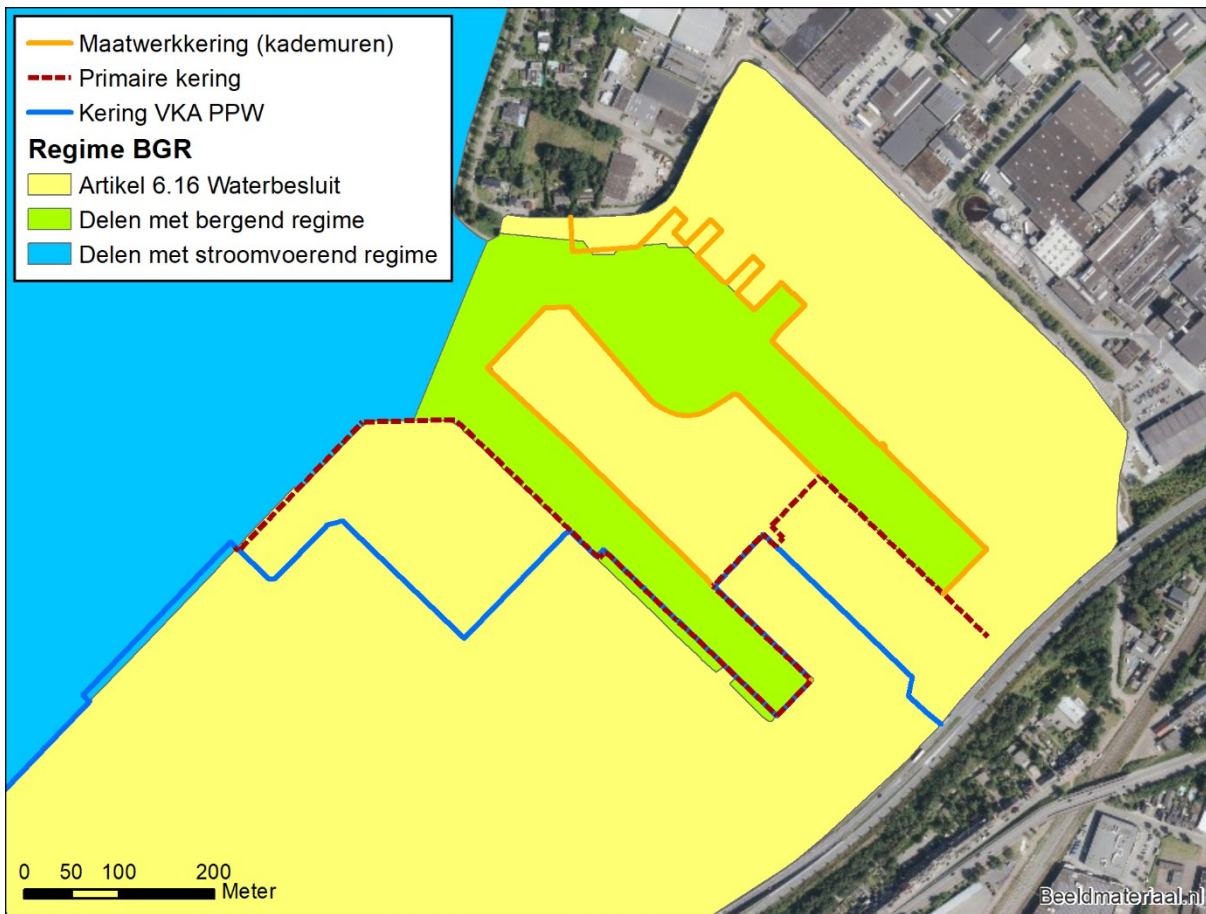 Maatwerkkering (kademuren)
Primaire kering
Kering VKA PPW
Regime BGR
Artikel 6.16 Waterbesluit
Delen met bergend regime
Delen met stroomvoerend regime
0 50 100 200
Meter
Beeldmateriaal.nl